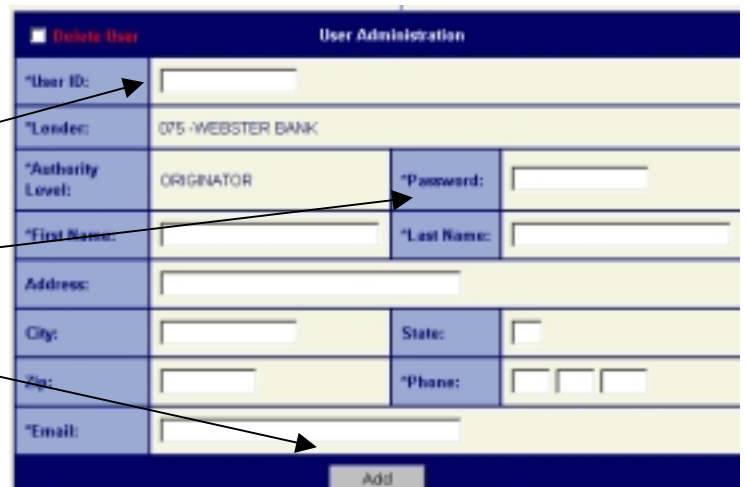 Delete User User Administration
*User ID:
*Lender: 075 -WEBSTER BANK
*Authority Level: ORIGINATOR *Password:
*First Name: *Last Name:
Address:
City: State:
Zip: *Phone:
*Email:
Add